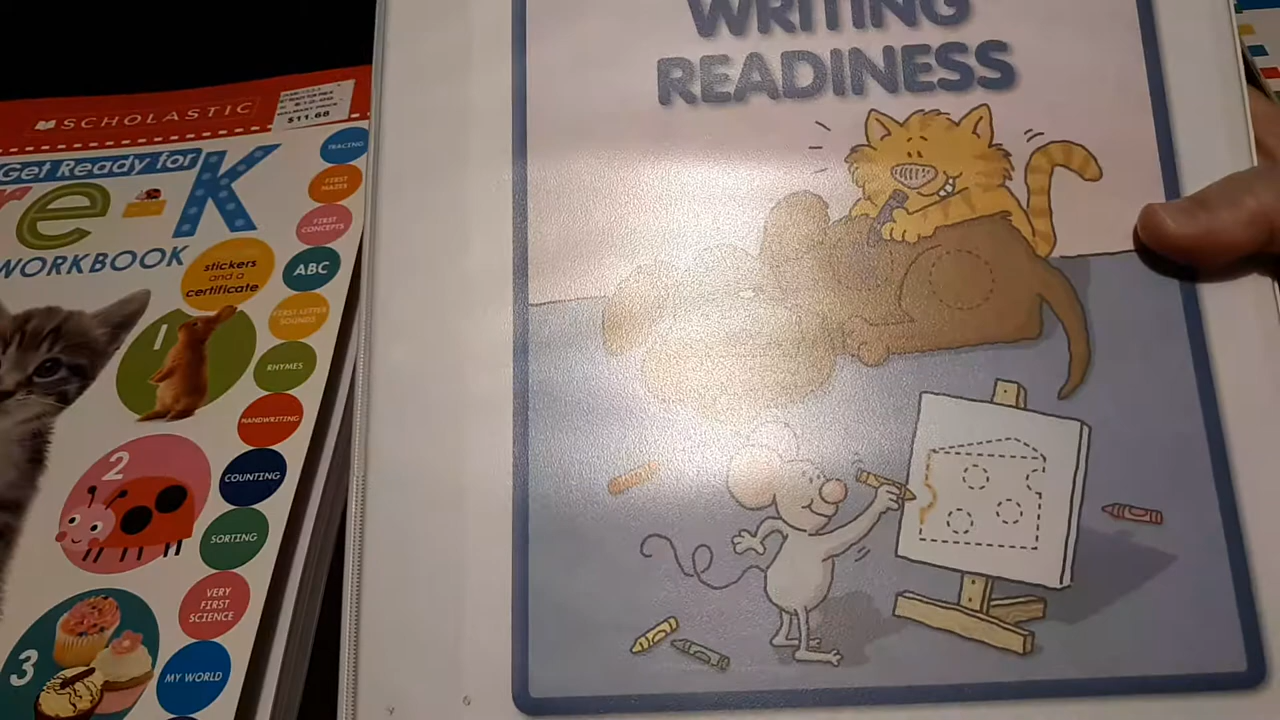 SCHOLASTIC
$11.68
Get Ready for
e-K
WORKBOOK
stickers
and a
certificate
TRACING
FIRST
MAZES
FIRST
CONCEPTS
ABC
FIRST LETTER
SOUNDS
RHYMES
HANDWRITING
COUNTING
SORTING
VERY
FIRST
SCIENCE
MY WORLD
1
2
3
WRITING
READINESS